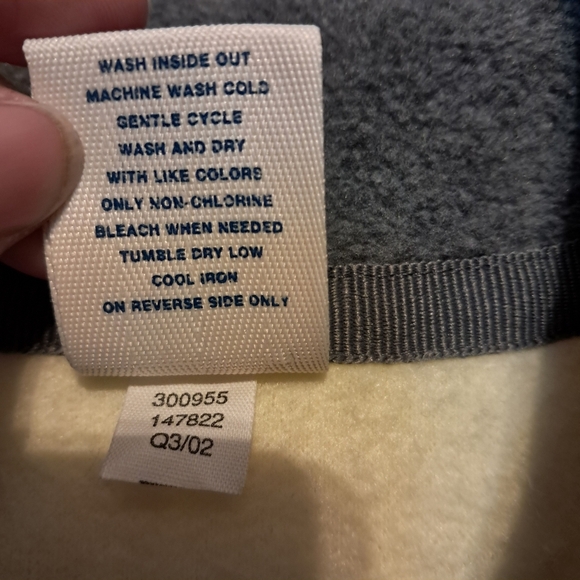 WASH INSIDE OUT
MACHINE WASH COLD
GENTLE CYCLE
WASH AND DRY
WITH LIKE COLORS
ONLY NON-CHLORINE
BLEACH WHEN NEEDED
TUMBLE DRY LOW
COOL IRON
ON REVERSE SIDE ONLY
300955
147822
Q3/02